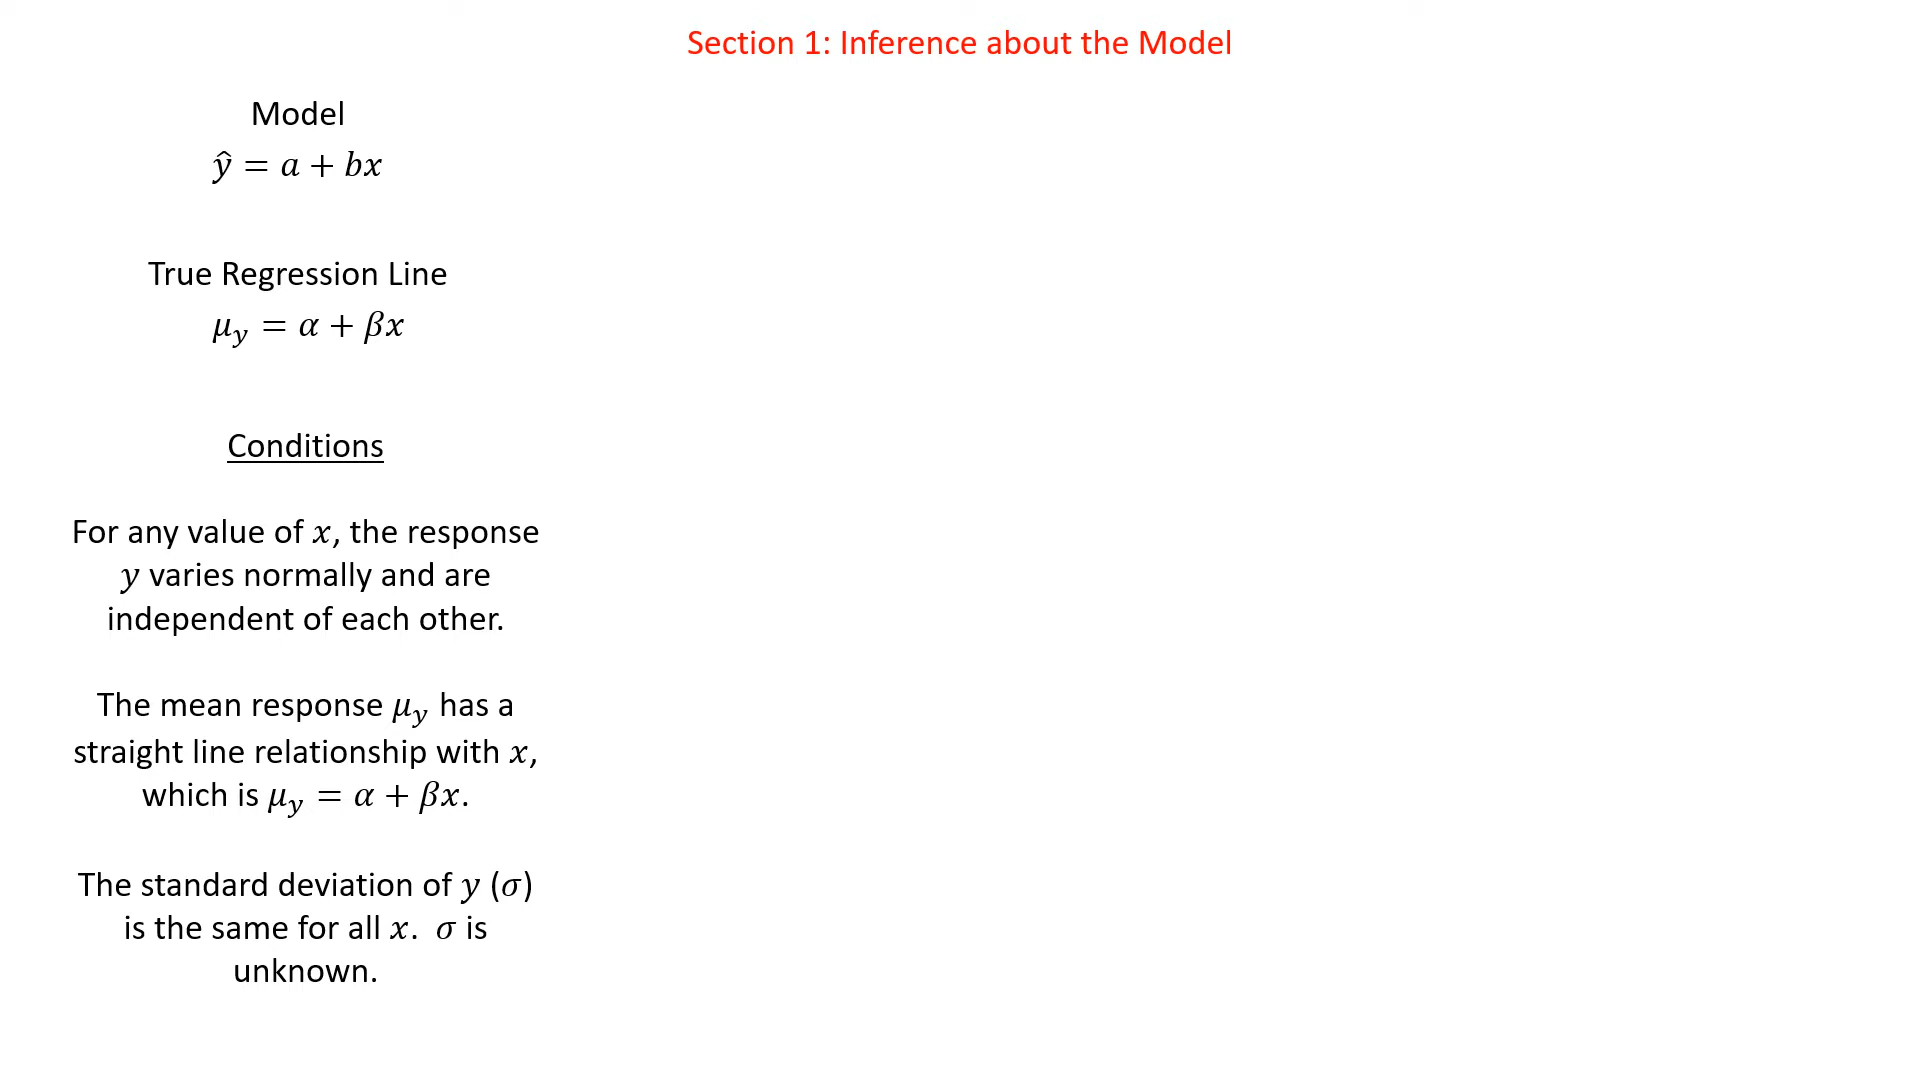 Section 1: Inference about the Model
Model
ŷ = a + bx
True Regression Line
μ_y = α + βx
Conditions
For any value of x, the response
y varies normally and are
independent of each other.
The mean response μ_y has a
straight line relationship with x,
which is μ_y = α + βx.
The standard deviation of y (σ)
is the same for all x.  σ is
unknown.